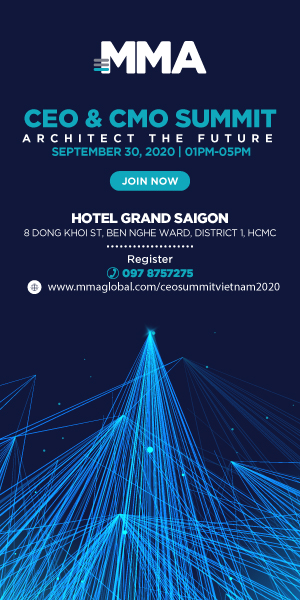 MMA
CEO & CMO SUMMIT
ARCHITECT THE FUTURE
SEPTEMBER 30, 2020 | 01PM-05PM
JOIN NOW
HOTEL GRAND SAIGON
8 DONG KHOI ST, BEN NGHE WARD, DISTRICT 1, HCMC
Register
097 8757275
www.mmaglobal.com/ceosummitvietnam2020